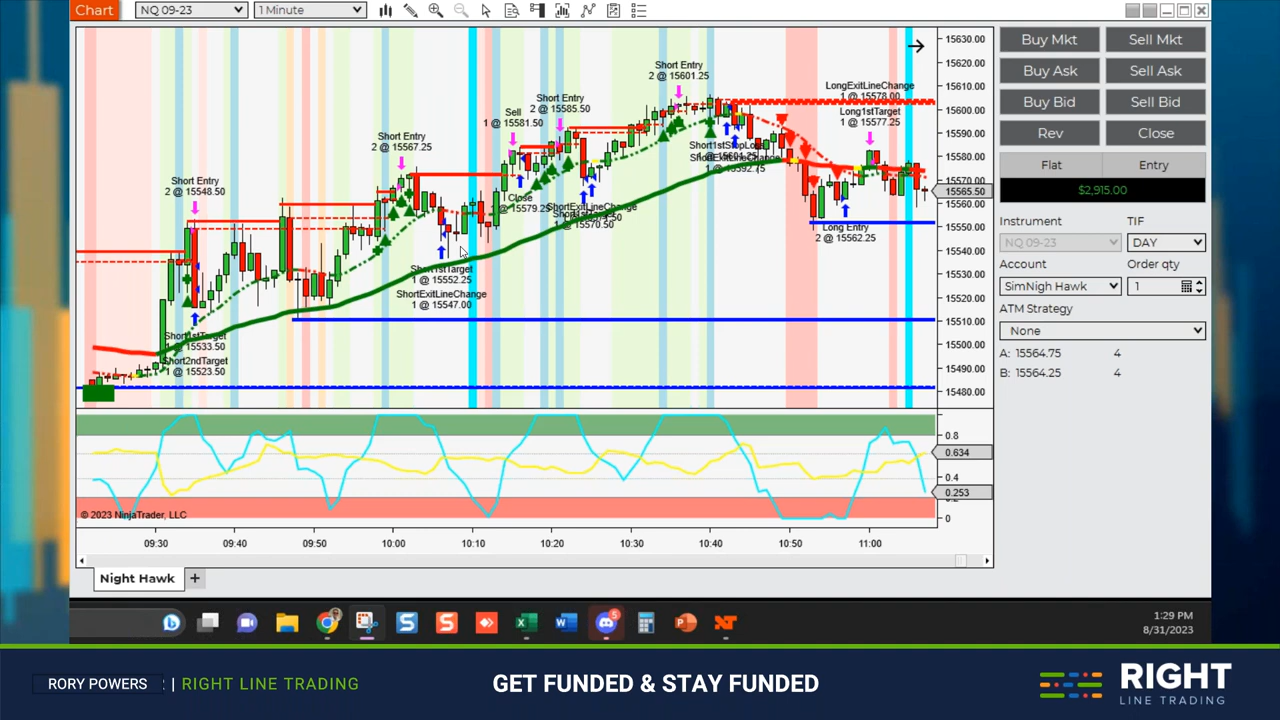 Chart
NQ 09-23
1 Minute
15630.00
15620.00
15610.00
15600.00
15590.00
15580.00
15570.00
15565.50
15560.00
15550.00
15540.00
15530.00
15520.00
15510.00
15500.00
15490.00
15480.00
Short Entry
2 @ 15548.50
Short1stTarget
1 @ 15533.50
Short2ndTarget
1 @ 15523.50
Short Entry
2 @ 15567.25
Short1stTarget
1 @ 15552.25
ShortExitLineChange
1 @ 15547.00
Sell
1 @ 15581.50
Close
1 @ 15579.25
Short Entry
2 @ 15585.50
ShortExitLineChange
1 @ 15570.50
Short Entry
2 @ 15601.25
Short1stStopLoss
ShortExitLineChange
1 @ 15592.75
LongExitLineChange
1 @ 15578.00
Long1stTarget
1 @ 15577.25
Long Entry
2 @ 15562.25
0.8
0.634
0.4
0.253
0
© 2023 NinjaTrader, LLC
09:30
09:40
09:50
10:00
10:10
10:20
10:30
10:40
10:50
11:00
Night Hawk
+
Buy Mkt
Sell Mkt
Buy Ask
Sell Ask
Buy Bid
Sell Bid
Rev
Close
Flat
Entry
$2,915.00
Instrument
TIF
NQ 09-23
DAY
Account
Order qty
SimNigh Hawk
1
ATM Strategy
None
A: 15564.75 4
B: 15564.25 4
1:29 PM
8/31/2023
RORY POWERS : | RIGHT LINE TRADING
GET FUNDED & STAY FUNDED
RIGHT
LINE TRADING